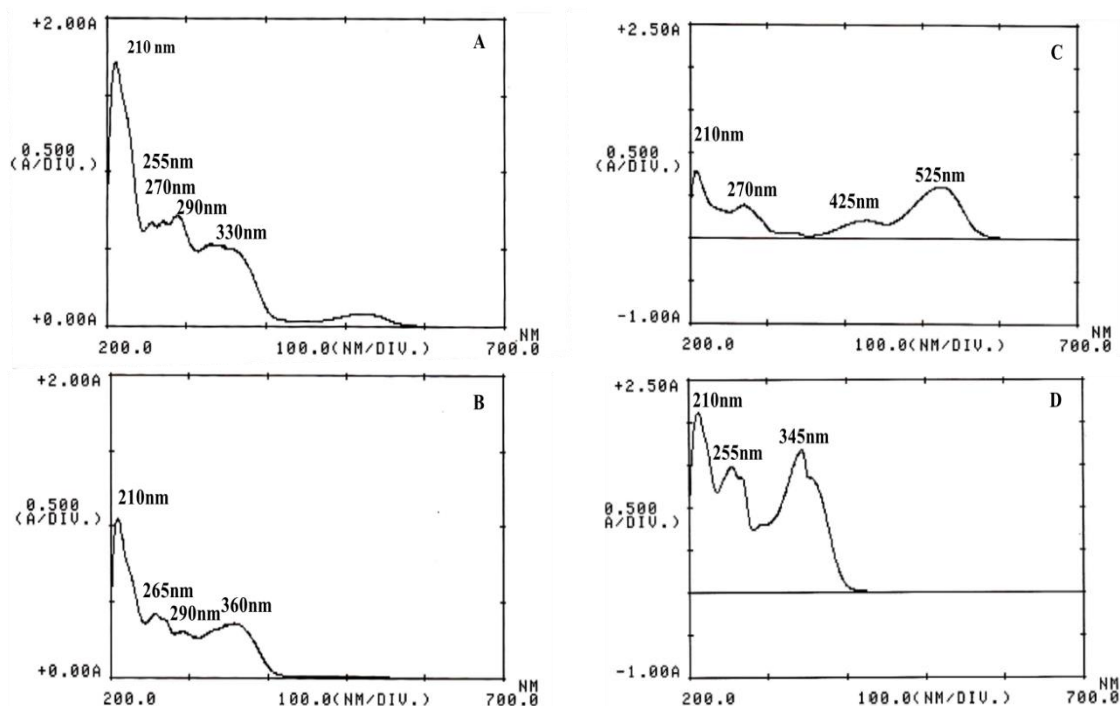 +2.00A
A
210 nm
0.500
(A/DIV.)
255nm
270nm
290nm
330nm
+0.00A
NM
200.0
100.0(NM/DIV.)
700.0
+2.00A
B
210nm
0.500
(A/DIV.)
265nm
290nm
360nm
+0.00A
NM
200.0
100.0(NM/DIV.)
700.0
+2.50A
C
210nm
0.500
(A/DIV.)
270nm
425nm
525nm
-1.00A
NM
200.0
100.0(NM/DIV.)
700.0
+2.50A
D
210nm
255nm
345nm
0.500
A/DIV.)
-1.00A
NM
200.0
100.0(NM/DIV.)
700.0